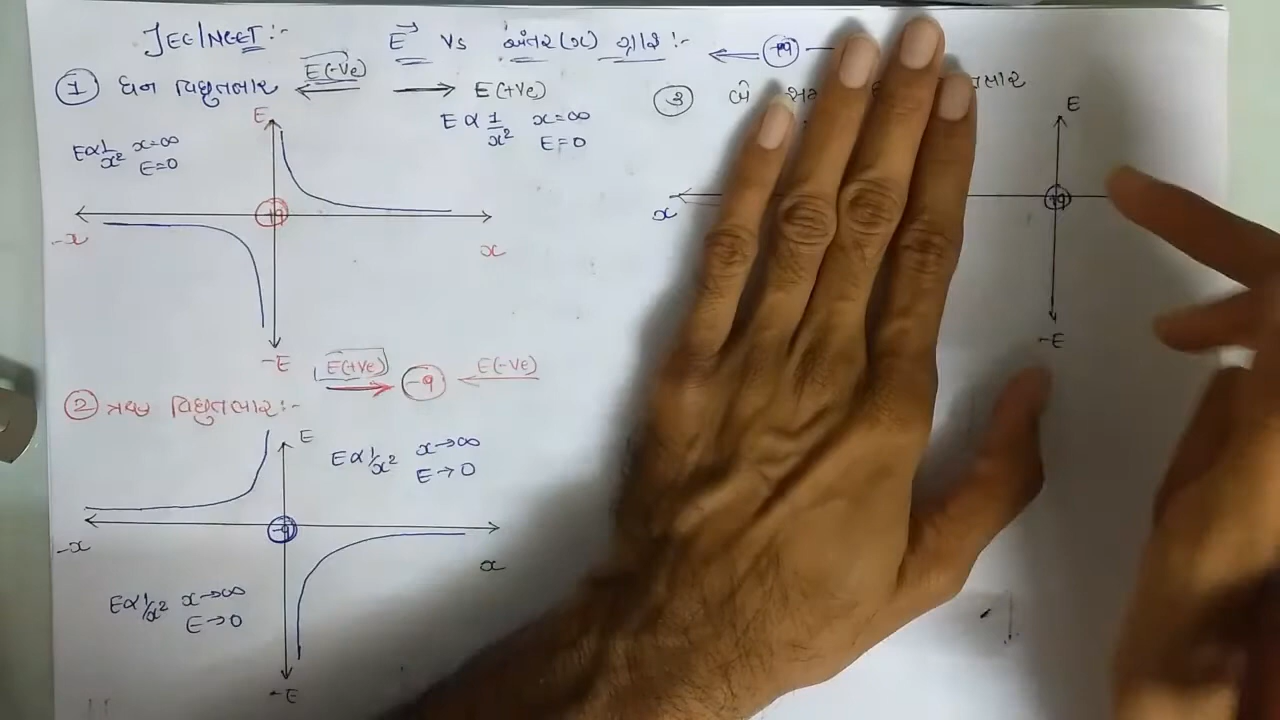 JEE/NEET :-
E⃗ Vs અંતર(x) ગ્રાફ :-
+q
① ધન વિદ્યુતભાર
E(-Ve)
E(+Ve)
E∝1/x² x=∞
E=0
E∝1/x² x=∞
E=0
E
+q
-x
x
-E
② ઋણ વિદ્યુતભાર :-
E(+Ve)
-q
E(-Ve)
E
E∝1/x² x→∞
E→0
-q
-x
x
E∝1/x² x→∞
E→0
-E
③ બે
E
x
+q
-E